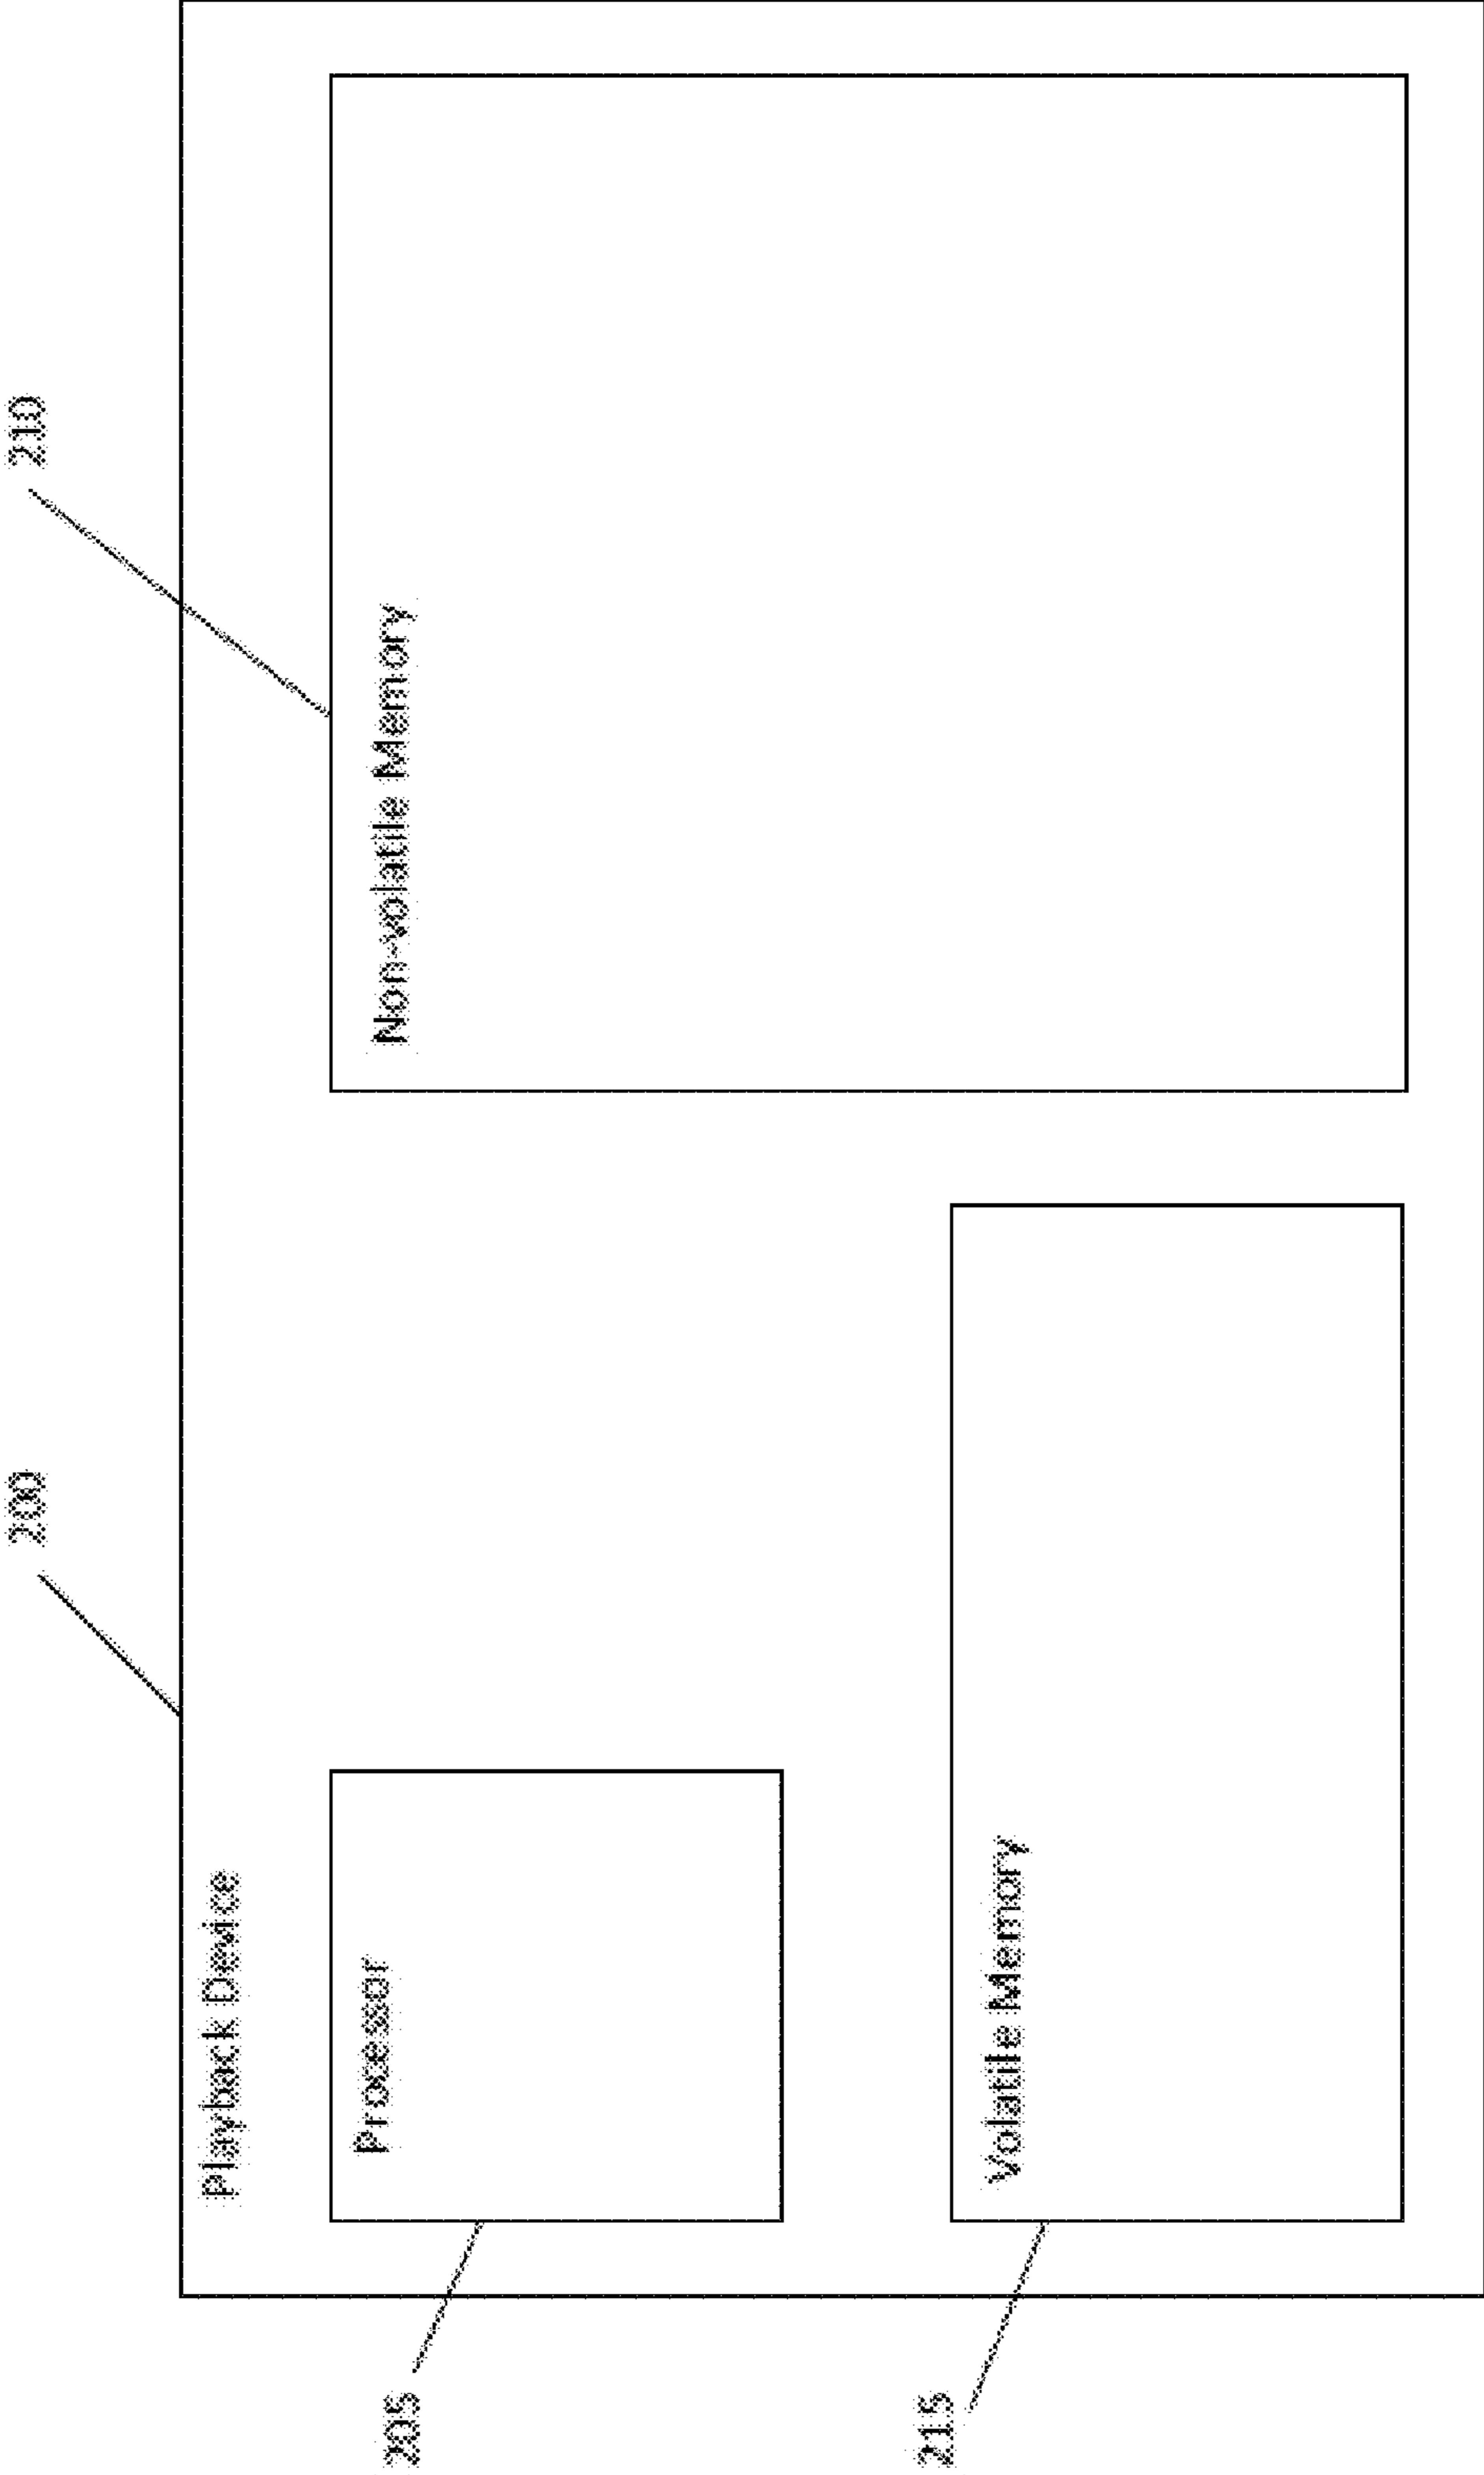 200
210
Playback Device
205
Processor
Non-volatile Memory
215
Volatile Memory